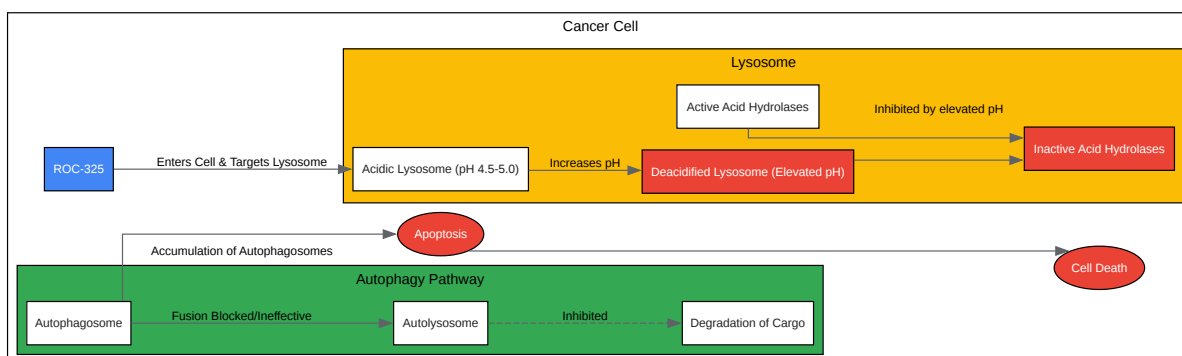 Cancer Cell
Lysosome
Active Acid Hydrolases
Inhibited by elevated pH
ROC-325
Enters Cell & Targets Lysosome
Acidic Lysosome (pH 4.5-5.0)
Increases pH
Deacidified Lysosome (Elevated pH)
Inactive Acid Hydrolases
Apoptosis
Accumulation of Autophagosomes
Cell Death
Autophagy Pathway
Autophagosome
Fusion Blocked/Ineffective
Autolysosome
Inhibited
Degradation of Cargo